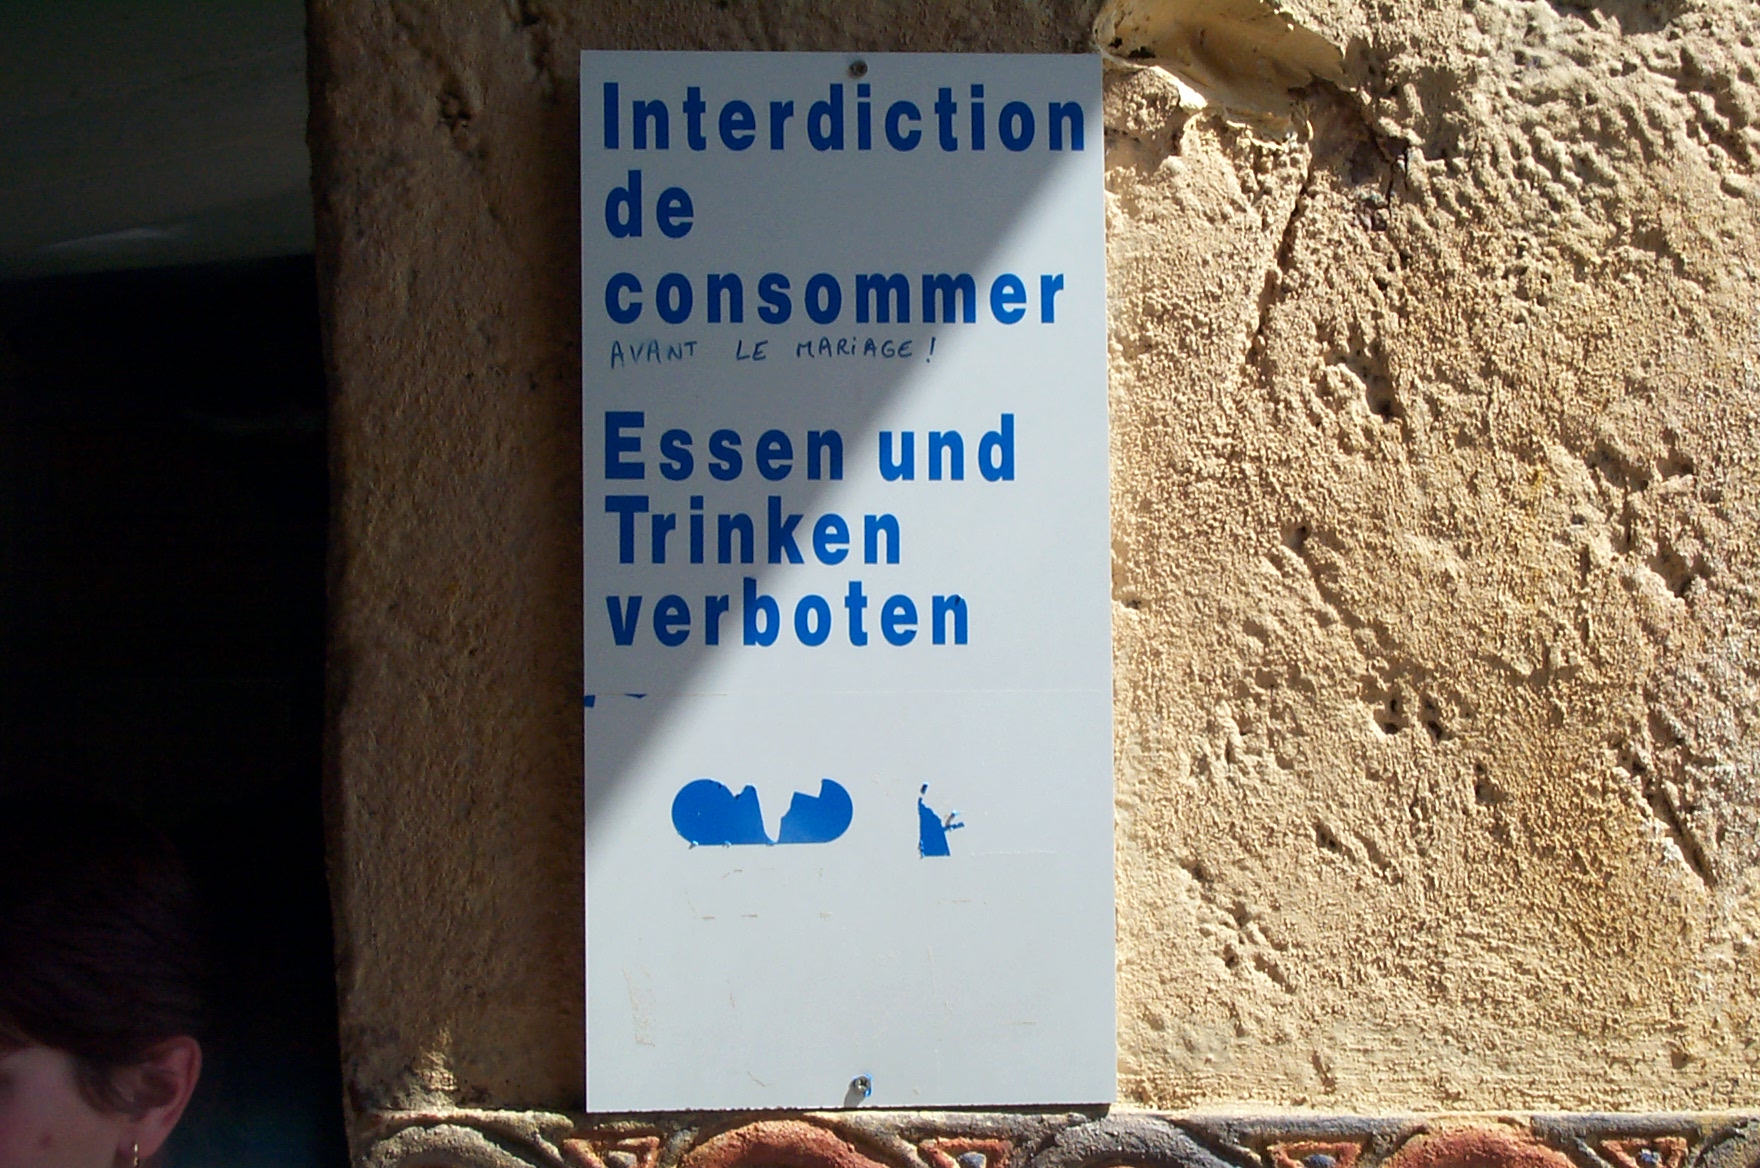 Interdiction
de
consommer
AVANT LE MARiAGE !
Essen und
Trinken
verboten